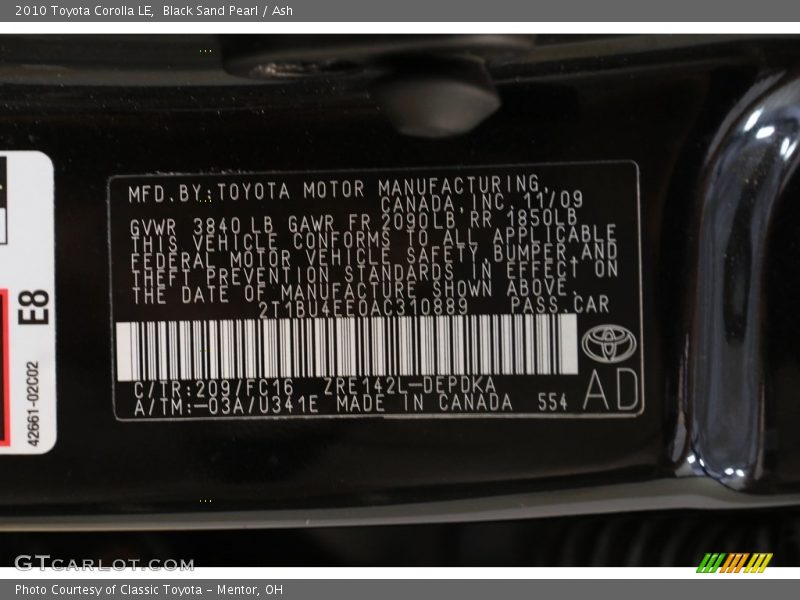 2010 Toyota Corolla LE, Black Sand Pearl / Ash
MFD.BY:TOYOTA MOTOR MANUFACTURING,
CANADA,INC.11/09
GVWR 3840 LB GAWR FR 2090LB,RR 1850LB
THIS VEHICLE CONFORMS TO ALL APPLICABLE
FEDERAL MOTOR VEHICLE SAFETY,BUMPER,AND
THEFT PREVENTION STANDARDS IN EFFECT ON
THE DATE OF MANUFACTURE SHOWN ABOVE.
2T1BU4EE0AC310889 PASS.CAR
C/TR:209/FC16 ZRE142L-DEPDKA
A/TM:-03A/U341E MADE IN CANADA 554
AD
E8
42661-02C02
GTCARLOT.COM
Photo Courtesy of Classic Toyota - Mentor, OH